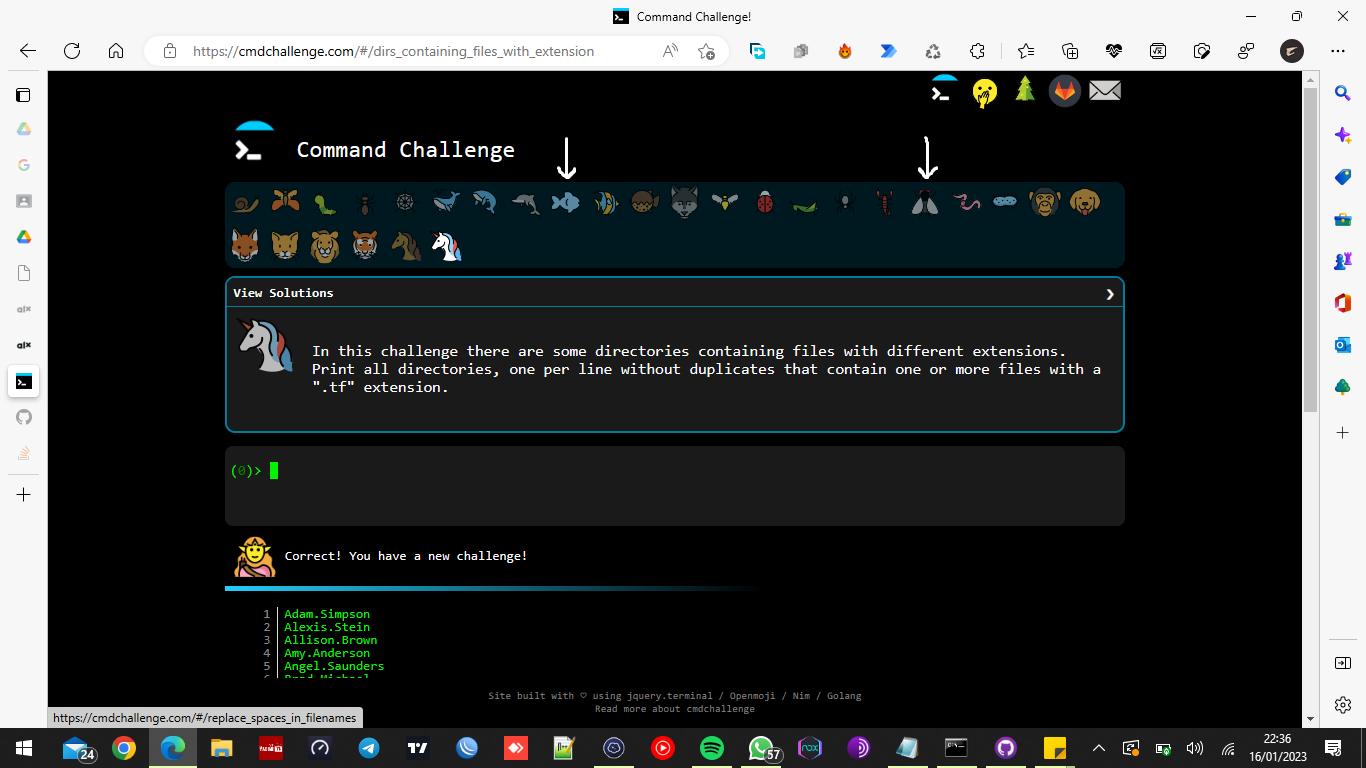 Command Challenge!
https://cmdchallenge.com/#/dirs_containing_files_with_extension
Command Challenge
View Solutions
In this challenge there are some directories containing files with different extensions.
Print all directories, one per line without duplicates that contain one or more files with a
".tf" extension.
(0)>
Correct! You have a new challenge!
1 Adam.Simpson
2 Alexis.Stein
3 Allison.Brown
4 Amy.Anderson
5 Angel.Saunders
Site built with ♡ using jquery.terminal / Openmoji / Nim / Golang
Read more about cmdchallenge
https://cmdchallenge.com/#/replace_spaces_in_filenames
24
57
22:36
16/01/2023